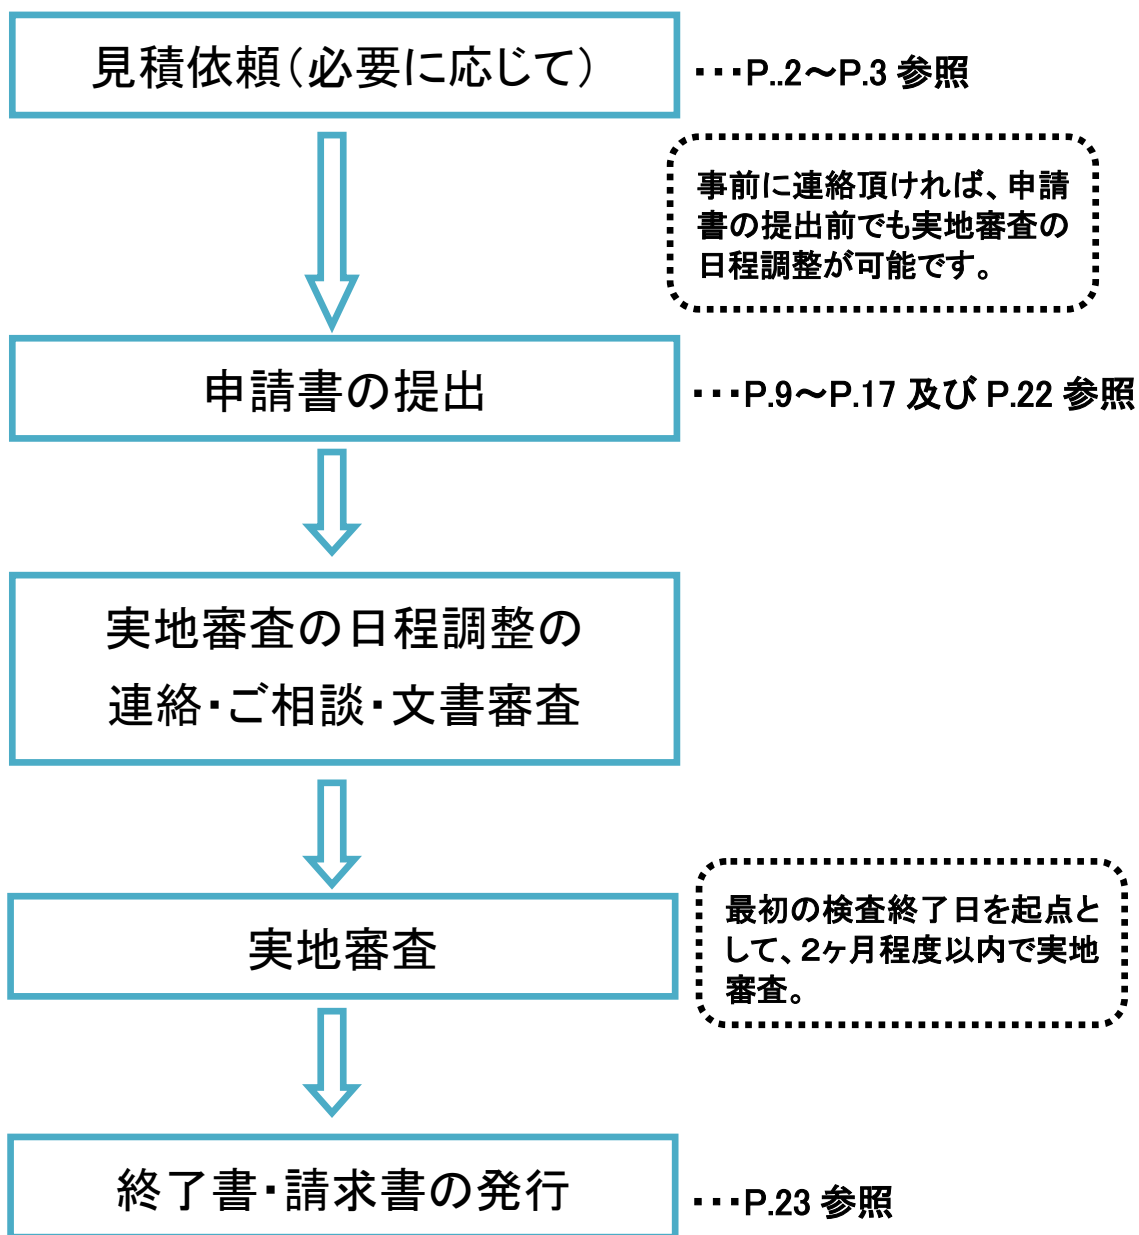 見積依頼(必要に応じて)
・・・P..2～P.3 参照
事前に連絡頂ければ、申請
書の提出前でも実地審査の
日程調整が可能です。
申請書の提出
・・・P.9～P.17 及び P.22 参照
実地審査の日程調整の
連絡・ご相談・文書審査
実地審査
最初の検査終了日を起点と
して、2ヶ月程度以内で実地
審査。
終了書・請求書の発行
・・・P.23 参照